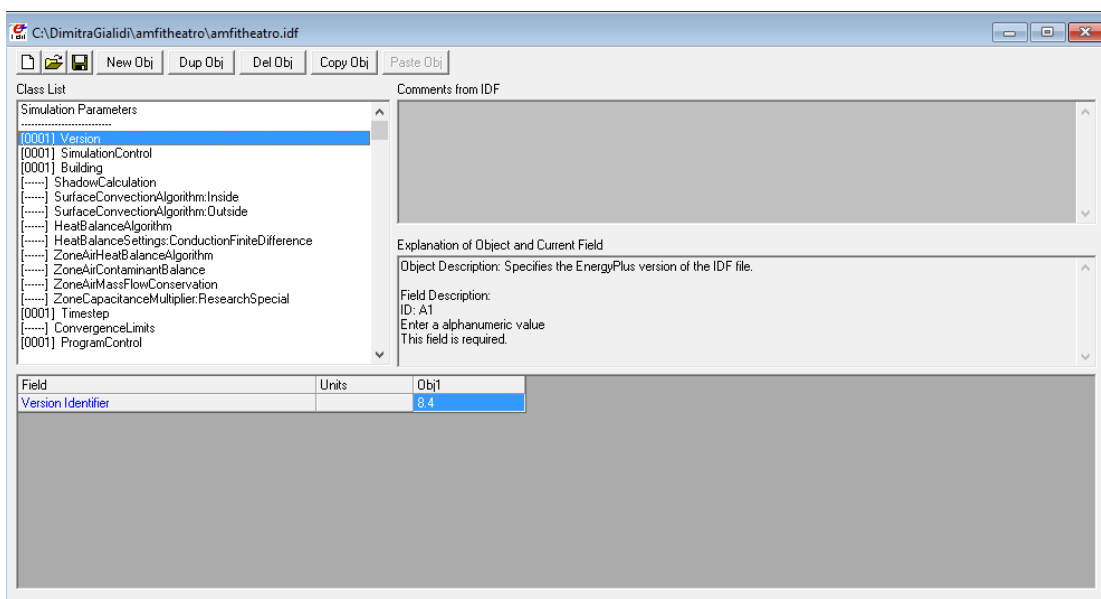 C:\DimitraGialidi\amfitheatro\amfitheatro.idf
New Obj Dup Obj Del Obj Copy Obj Paste Obj
Class List
Simulation Parameters
----------------------------
[0001] Version
[0001] SimulationControl
[0001] Building
[------] ShadowCalculation
[------] SurfaceConvectionAlgorithm:Inside
[------] SurfaceConvectionAlgorithm:Outside
[------] HeatBalanceAlgorithm
[------] HeatBalanceSettings:ConductionFiniteDifference
[------] ZoneAirHeatBalanceAlgorithm
[------] ZoneAirContaminantBalance
[------] ZoneAirMassFlowConservation
[------] ZoneCapacitanceMultiplier:ResearchSpecial
[0001] Timestep
[------] ConvergenceLimits
[0001] ProgramControl
Comments from IDF
Explanation of Object and Current Field
Object Description: Specifies the EnergyPlus version of the IDF file.
Field Description:
ID: A1
Enter a alphanumeric value
This field is required.
Field Units Obj1
Version Identifier 8.4